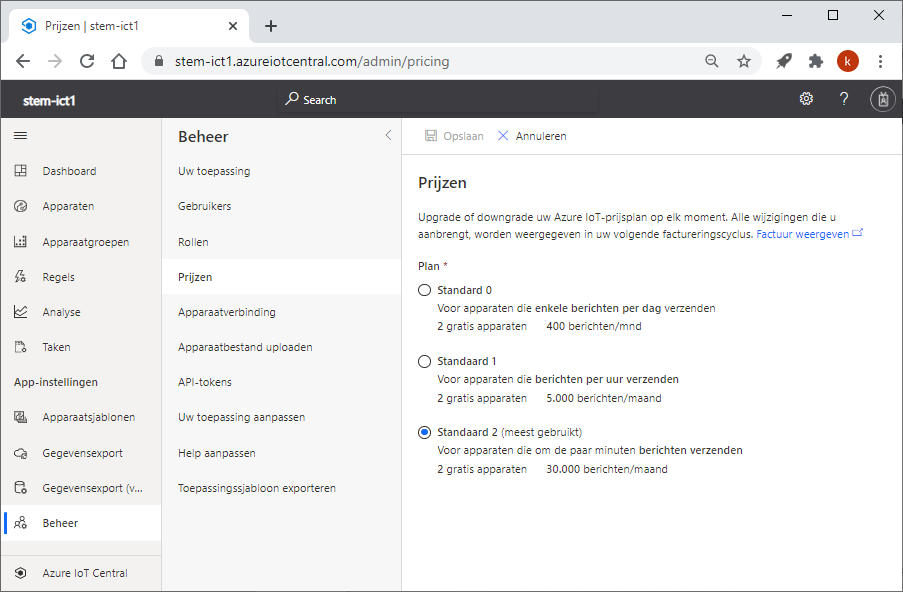 Prijzen | stem-ict1
stem-ict1.azureiotcentral.com/admin/pricing
k
stem-ict1
Search
?
Beheer
Opslaan
Annuleren
Dashboard
Uw toepassing
Prijzen
Apparaten
Gebruikers
Upgrade of downgrade uw Azure IoT-prijsplan op elk moment. Alle wijzigingen die u
aanbrengt, worden weergegeven in uw volgende factureringscyclus. Factuur weergeven
Apparaatgroepen
Rollen
Plan *
Regels
Prijzen
Standard 0
Voor apparaten die enkele berichten per dag verzenden
2 gratis apparaten 400 berichten/mnd
Analyse
Apparaatverbinding
Taken
Apparaatbestand uploaden
Standaard 1
Voor apparaten die berichten per uur verzenden
2 gratis apparaten 5.000 berichten/maand
App-instellingen
API-tokens
Apparaatsjablonen
Uw toepassing aanpassen
Standaard 2 (meest gebruikt)
Voor apparaten die om de paar minuten berichten verzenden
2 gratis apparaten 30.000 berichten/maand
Gegevensexport
Help aanpassen
Gegevensexport (v...
Toepassingssjabloon exporteren
Beheer
Azure IoT Central